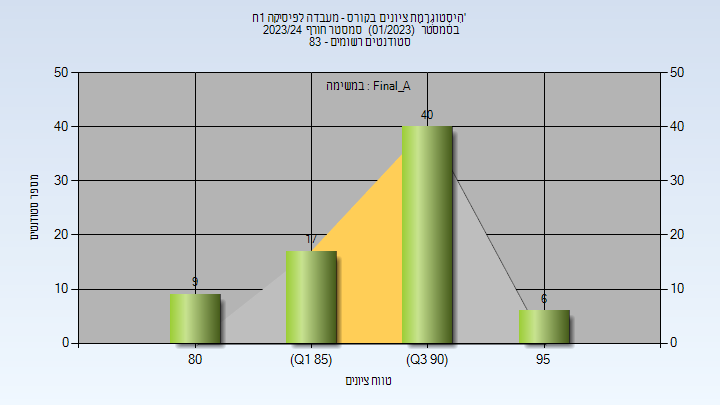 היסטוגרמת ציונים בקורס - מעבדה לפיסיקה 1ח'
בסמסטר (01/2023) סמסטר חורף 2023/24
סטודנטים רשומים - 83
במשימה : Final_A
50 50
40 40
30 30
20 20
10 10
0 0
9
17
40
6
80 (Q1 85) (Q3 90) 95
מספר סטודנטים
טווח ציונים